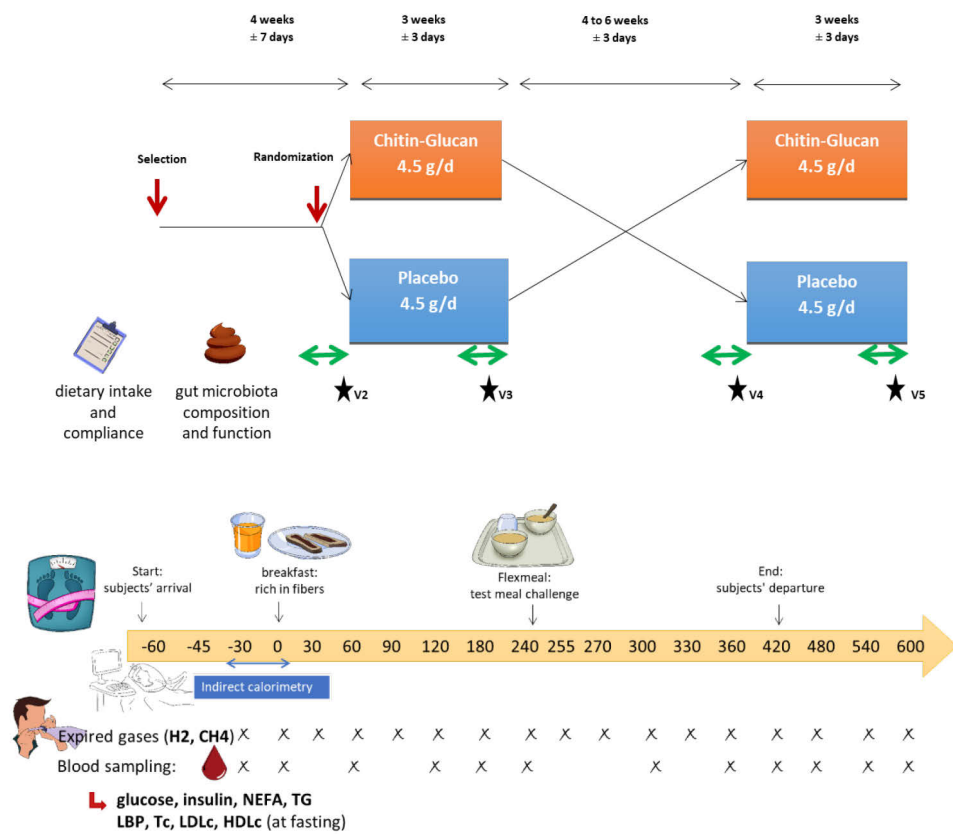 4 weeks
± 7 days
3 weeks
± 3 days
4 to 6 weeks
± 3 days
3 weeks
± 3 days
Selection
Randomization
Chitin-Glucan
4.5 g/d
Chitin-Glucan
4.5 g/d
Placebo
4.5 g/d
Placebo
4.5 g/d
V2
V3
V4
V5
dietary intake
and
compliance
gut microbiota
composition
and function
Start:
subjects' arrival
breakfast:
rich in fibers
Flexmeal:
test meal challenge
End:
subjects' departure
-60 -45 -30 0 30 60 90 120 180 240 255 270 300 330 360 420 480 540 600
Indirect calorimetry
Expired gases (H2, CH4) X X X X X X X X X X X X X X X X X
Blood sampling: X X X X X X X X X X X X
glucose, insulin, NEFA, TG
LBP, Tc, LDLc, HDLc (at fasting)